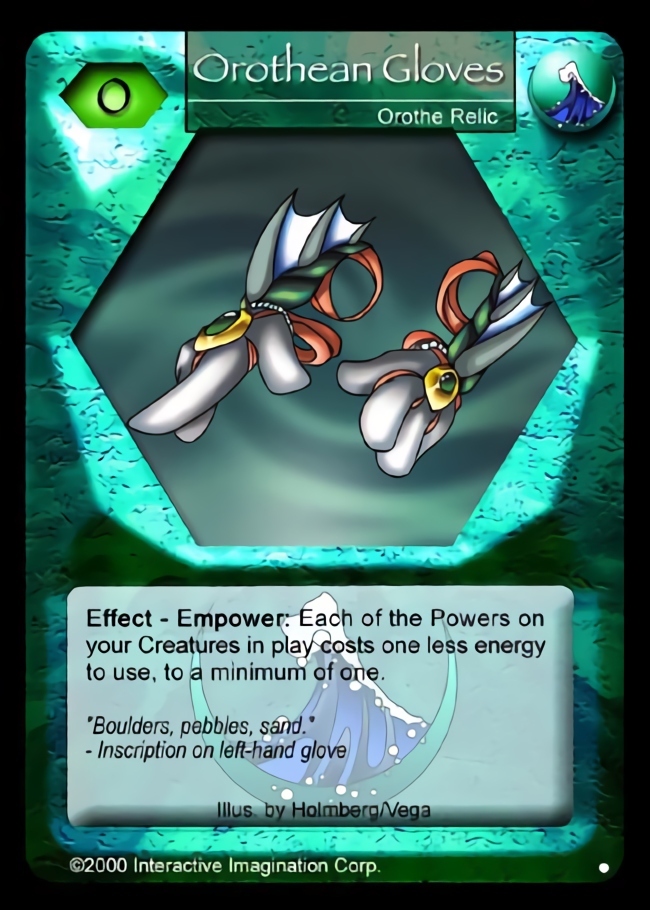 0
Orothean Gloves
Orothe Relic
Effect - Empower: Each of the Powers on
your Creatures in play costs one less energy
to use, to a minimum of one.
"Boulders, pebbles, sand."
- Inscription on left-hand glove
Illus. by Holmberg/Vega
©2000 Interactive Imagination Corp.